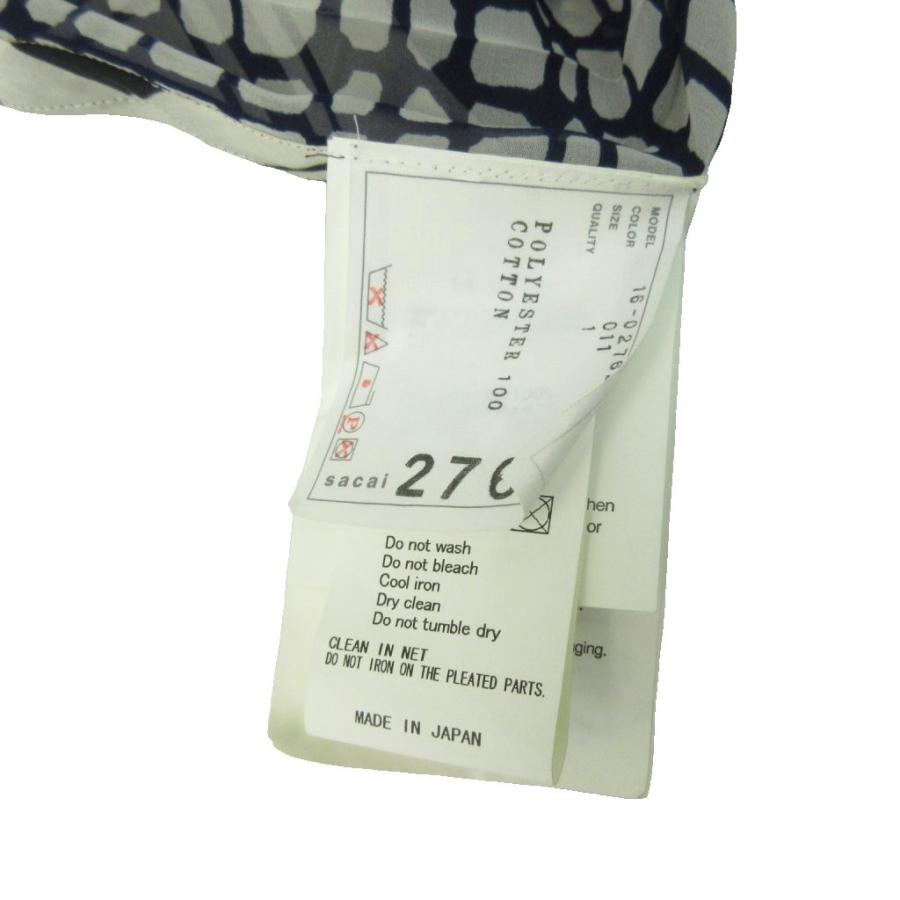 MODEL 16-0276
COLOR 011
SIZE 1
QUALITY
POLYESTER 100
COTTON
sacai 276
Do not wash
Do not bleach
Cool iron
Dry clean
Do not tumble dry
CLEAN IN NET
DO NOT IRON ON THE PLEATED PARTS.
MADE IN JAPAN
or